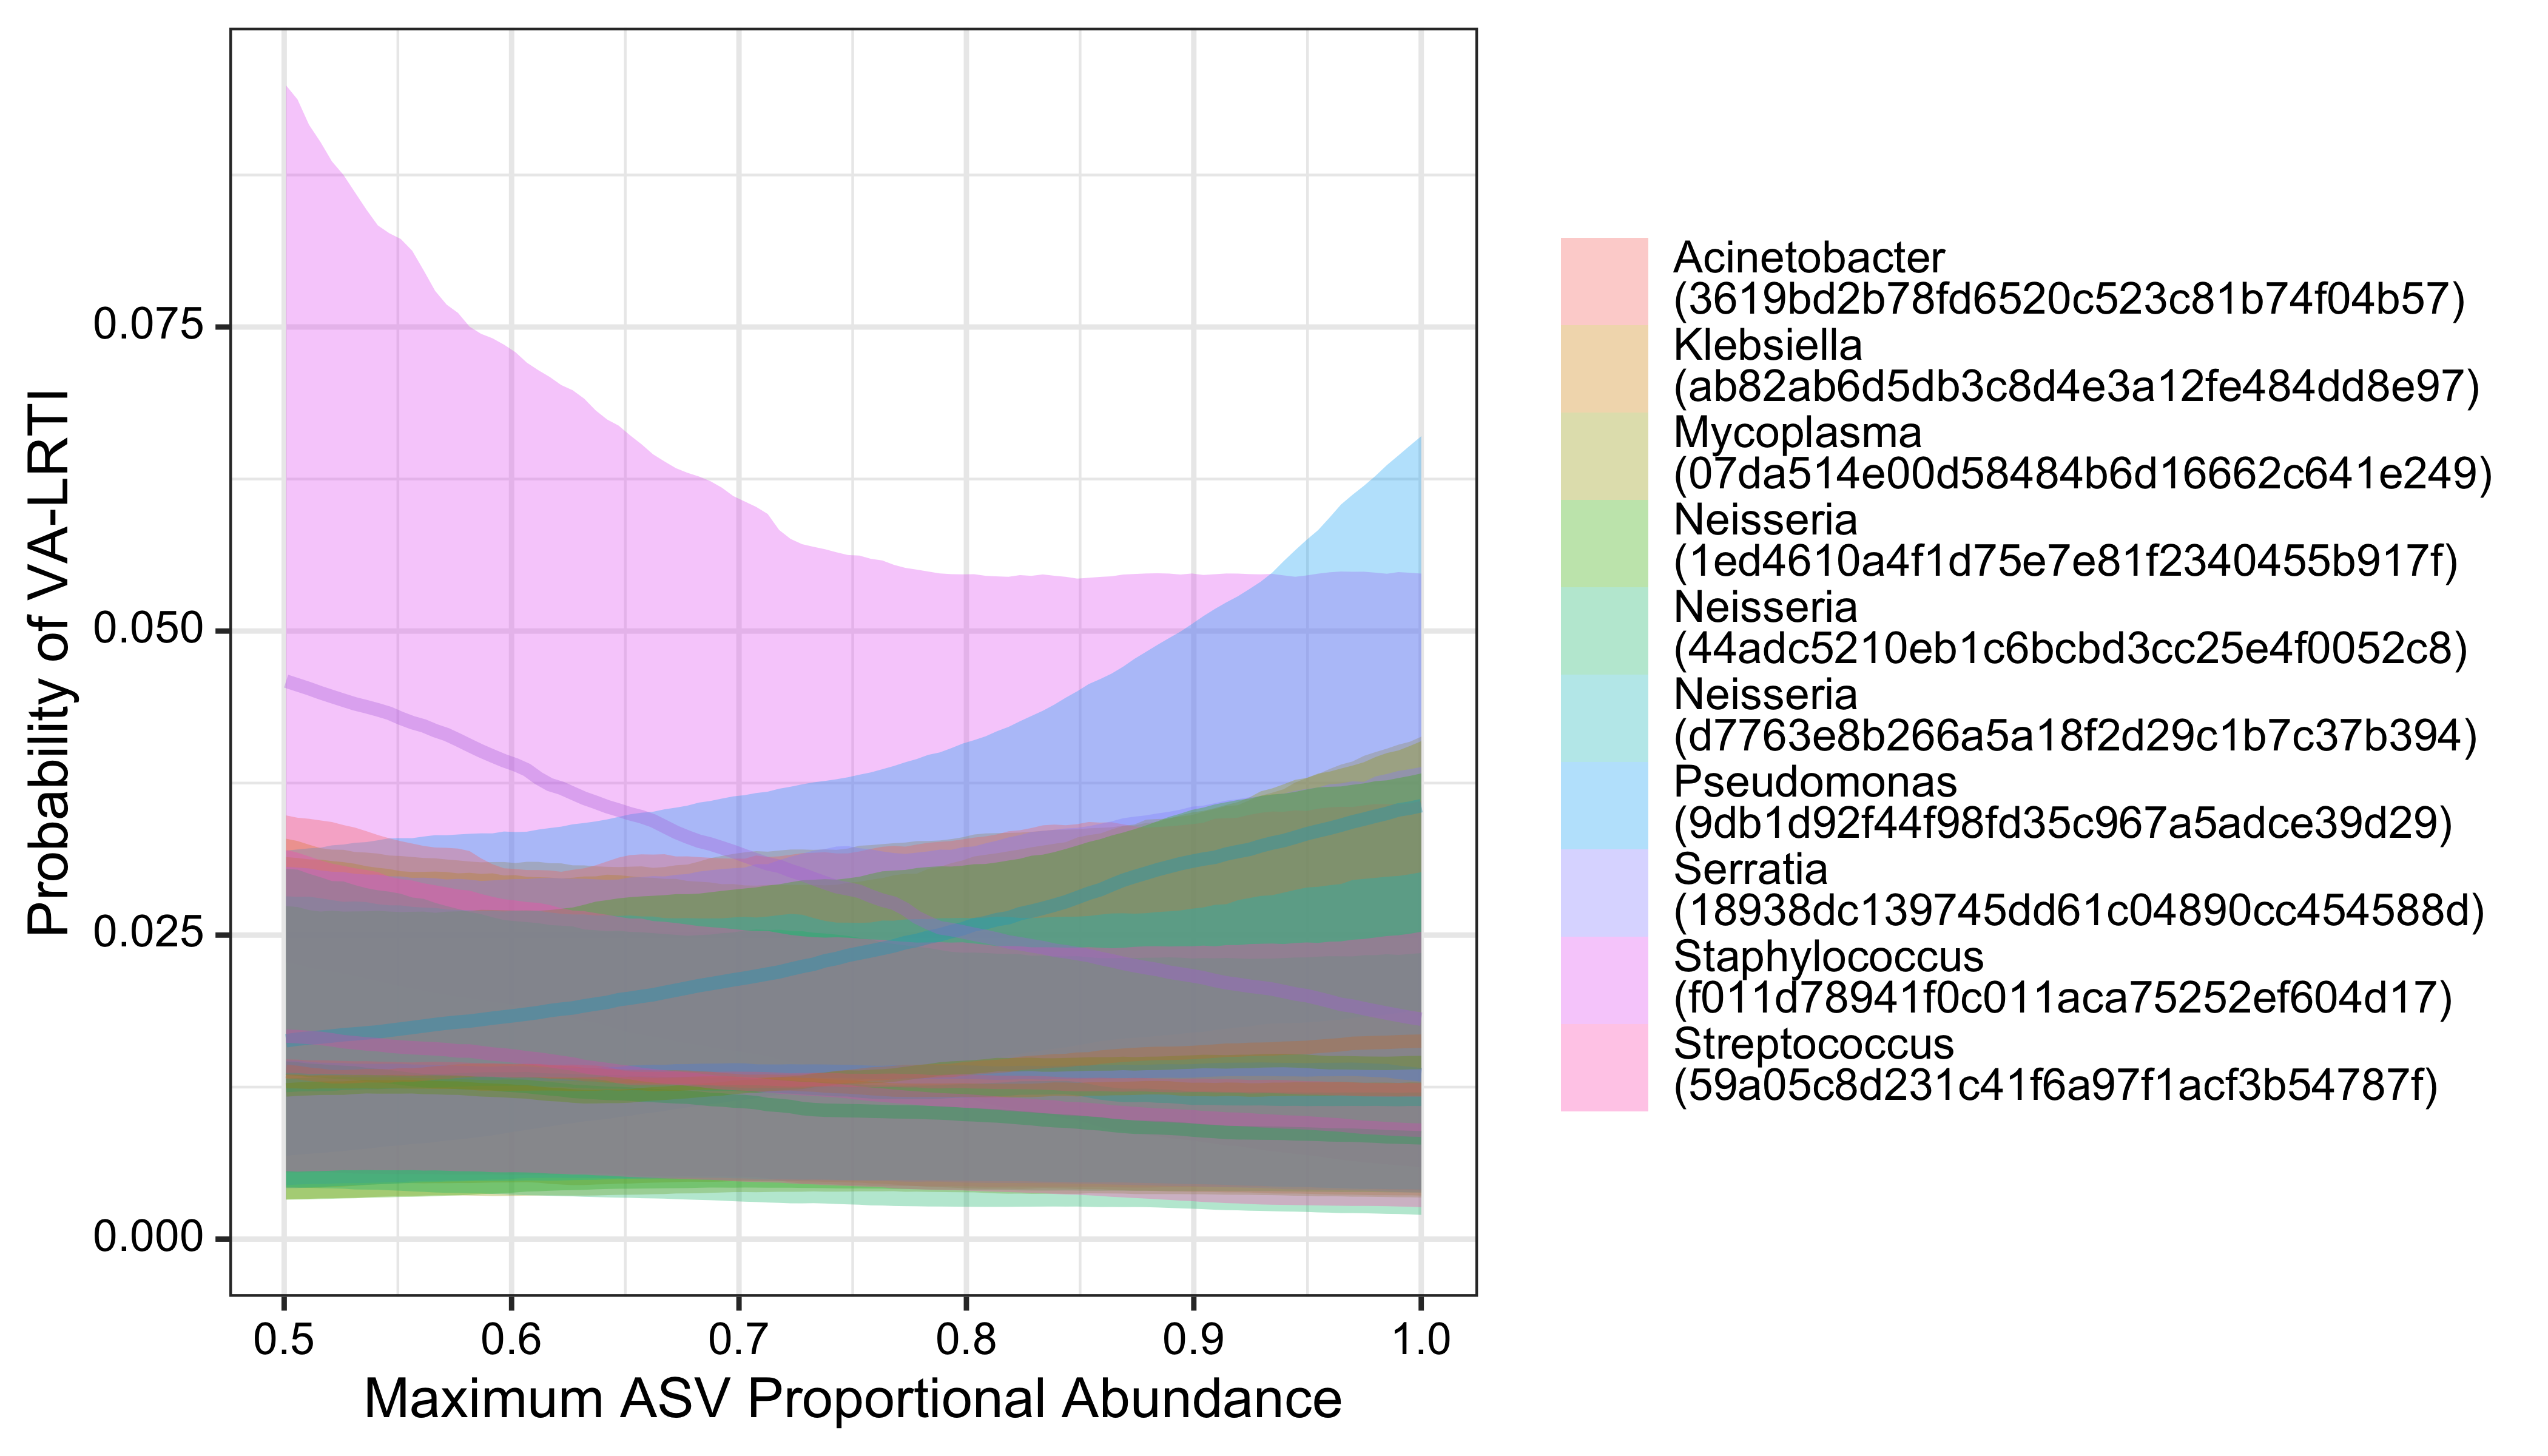 Probability of VA-LRTI
0.075
0.050
0.025
0.000
0.5 0.6 0.7 0.8 0.9 1.0
Maximum ASV Proportional Abundance
Acinetobacter
(3619bd2b78fd6520c523c81b74f04b57)
Klebsiella
(ab82ab6d5db3c8d4e3a12fe484dd8e97)
Mycoplasma
(07da514e00d58484b6d16662c641e249)
Neisseria
(1ed4610a4f1d75e7e81f2340455b917f)
Neisseria
(44adc5210eb1c6bcbd3cc25e4f0052c8)
Neisseria
(d7763e8b266a5a18f2d29c1b7c37b394)
Pseudomonas
(9db1d92f44f98fd35c967a5adce39d29)
Serratia
(18938dc139745dd61c04890cc454588d)
Staphylococcus
(f011d78941f0c011aca75252ef604d17)
Streptococcus
(59a05c8d231c41f6a97f1acf3b54787f)